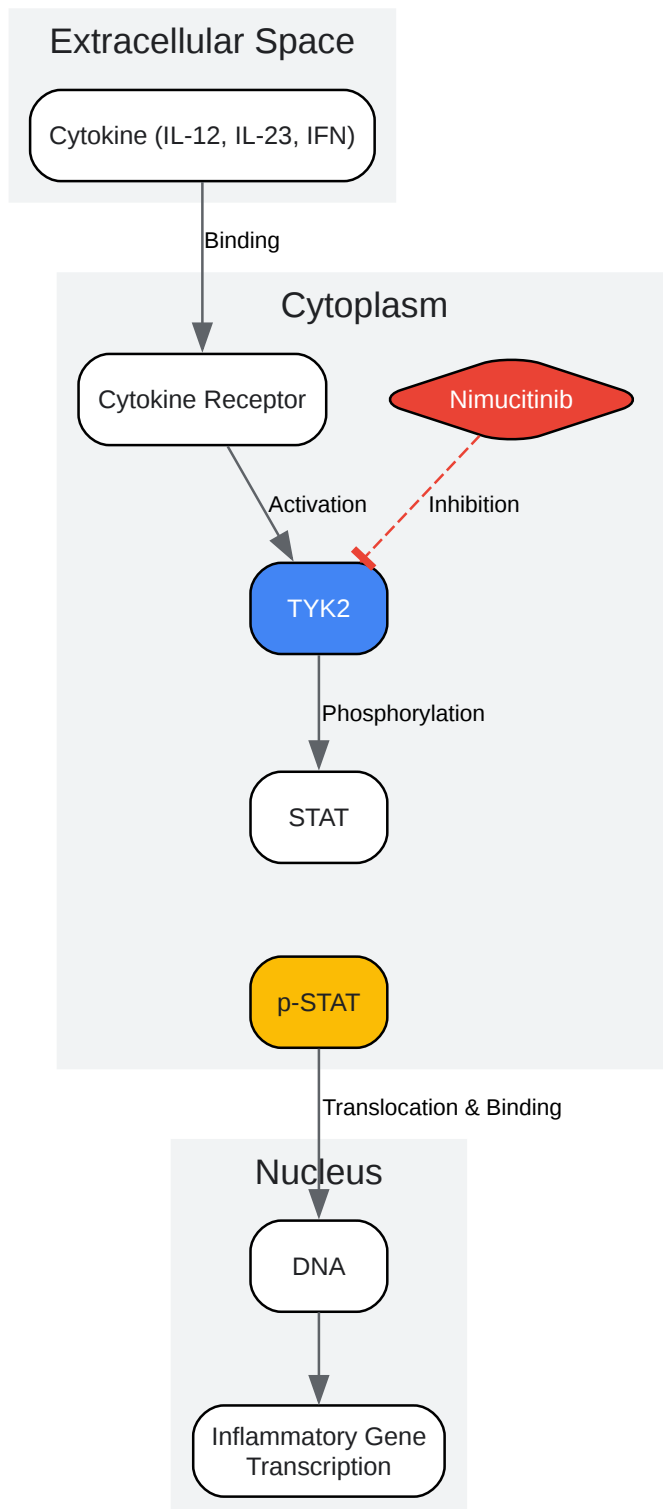 Extracellular Space
Cytokine (IL-12, IL-23, IFN)
Binding
Cytoplasm
Cytokine Receptor
Nimucitinib
Activation
Inhibition
TYK2
Phosphorylation
STAT
p-STAT
Translocation & Binding
Nucleus
DNA
Inflammatory Gene
Transcription